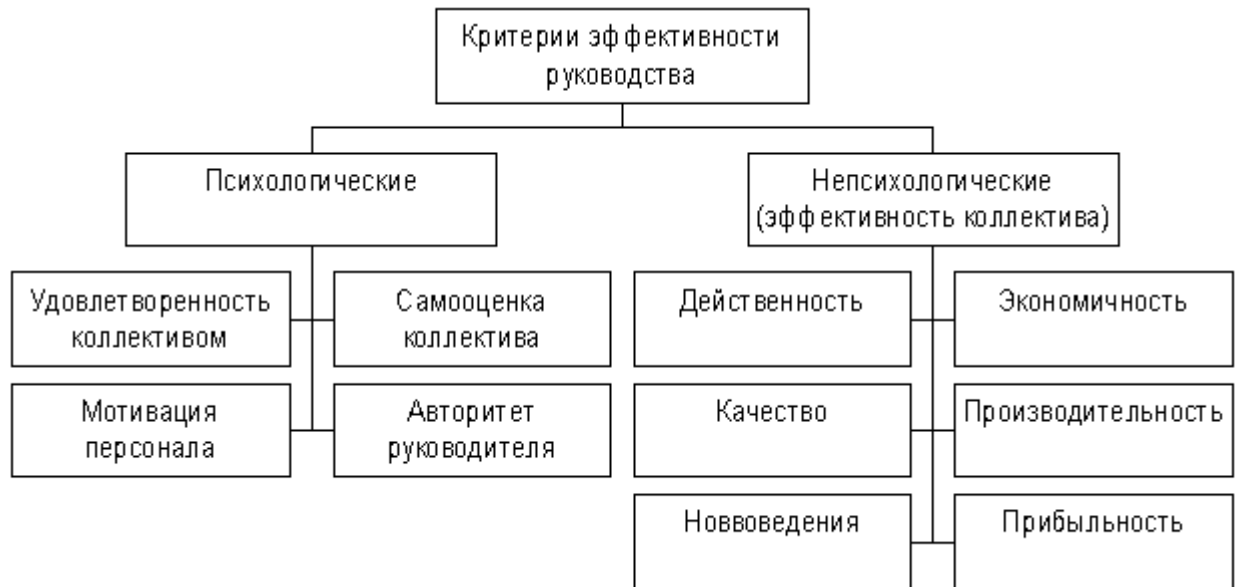 Критерии эффективности
руководства
Психологические
Непсихологические
(эффективность коллектива)
Удовлетворенность
коллективом
Самооценка
коллектива
Действенность
Экономичность
Мотивация
персонала
Авторитет
руководителя
Качество
Производительность
Новвоведения
Прибыльность